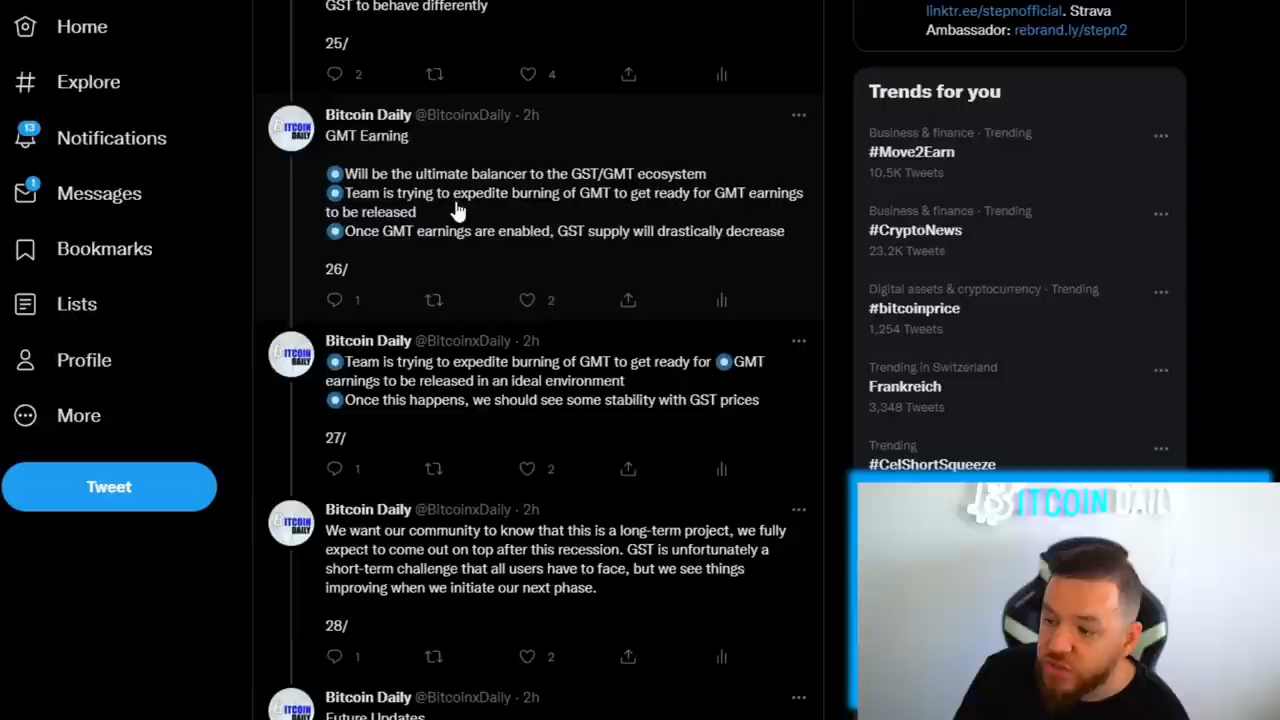 Home
Explore
13
Notifications
1
Messages
Bookmarks
Lists
Profile
More
Tweet
GST to behave differently
25/
2
4
Bitcoin Daily @BitcoinxDaily · 2h
GMT Earning
Will be the ultimate balancer to the GST/GMT ecosystem
Team is trying to expedite burning of GMT to get ready for GMT earnings
to be released
Once GMT earnings are enabled, GST supply will drastically decrease
26/
1
2
Bitcoin Daily @BitcoinxDaily · 2h
Team is trying to expedite burning of GMT to get ready for GMT
earnings to be released in an ideal environment
Once this happens, we should see some stability with GST prices
27/
1
2
Bitcoin Daily @BitcoinxDaily · 2h
We want our community to know that this is a long-term project, we fully
expect to come out on top after this recession. GST is unfortunately a
short-term challenge that all users have to face, but we see things
improving when we initiate our next phase.
28/
1
2
Bitcoin Daily @BitcoinxDaily · 2h
Future Updates
linktr.ee/stepnofficial. Strava
Ambassador: rebrand.ly/stepn2
Trends for you
Business & finance · Trending
#Move2Earn
10.5K Tweets
Business & finance · Trending
#CryptoNews
23.2K Tweets
Digital assets & cryptocurrency · Trending
#bitcoinprice
1,254 Tweets
Trending in Switzerland
Frankreich
3,348 Tweets
Trending
#CelShortSqueeze
BITCOIN DAILY